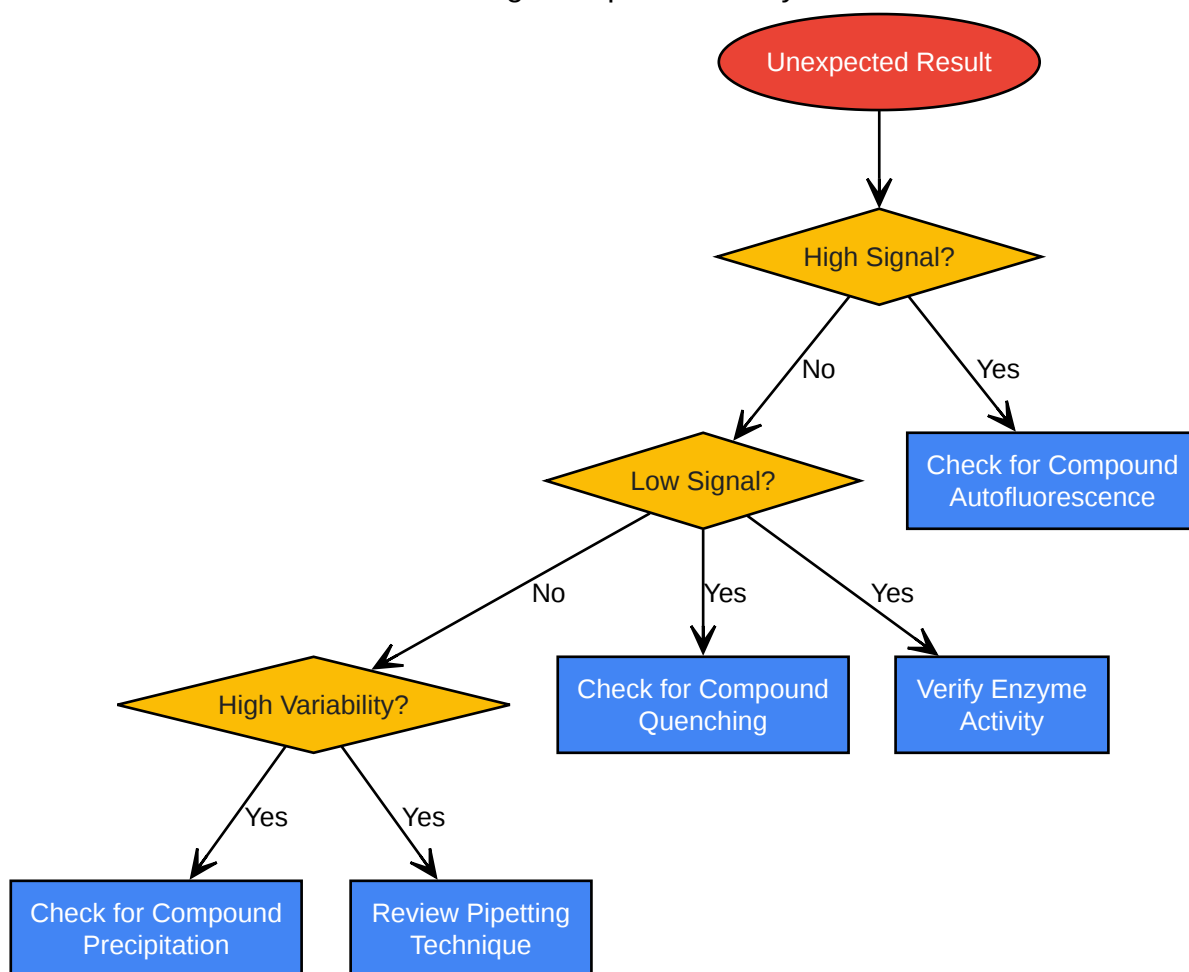 Unexpected Result
High Signal?
No
Yes
Low Signal?
Check for Compound
Autofluorescence
No
Yes
Yes
High Variability?
Check for Compound
Quenching
Verify Enzyme
Activity
Yes
Yes
Check for Compound
Precipitation
Review Pipetting
Technique